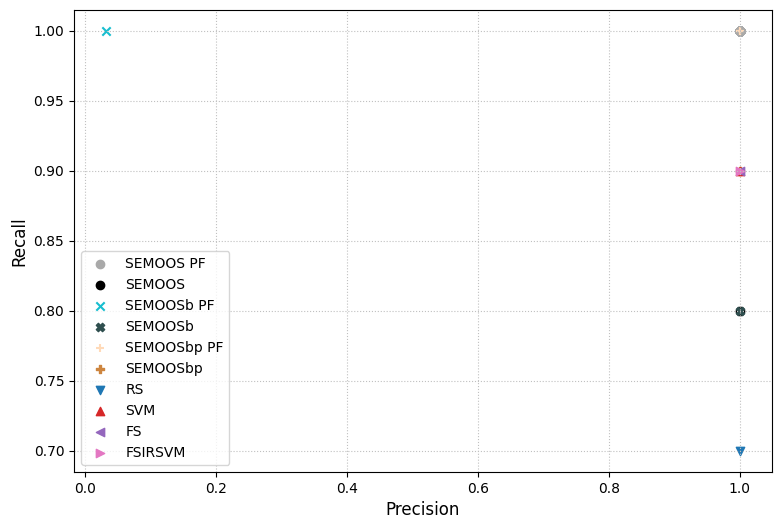 1.00
0.95
0.90
0.85
0.80
0.75
0.70
Recall
SEMOOS PF
SEMOOS
SEMOOSb PF
SEMOOSb
SEMOOSbp PF
SEMOOSbp
RS
SVM
FS
FSIRSVM
0.0 0.2 0.4 0.6 0.8 1.0
Precision